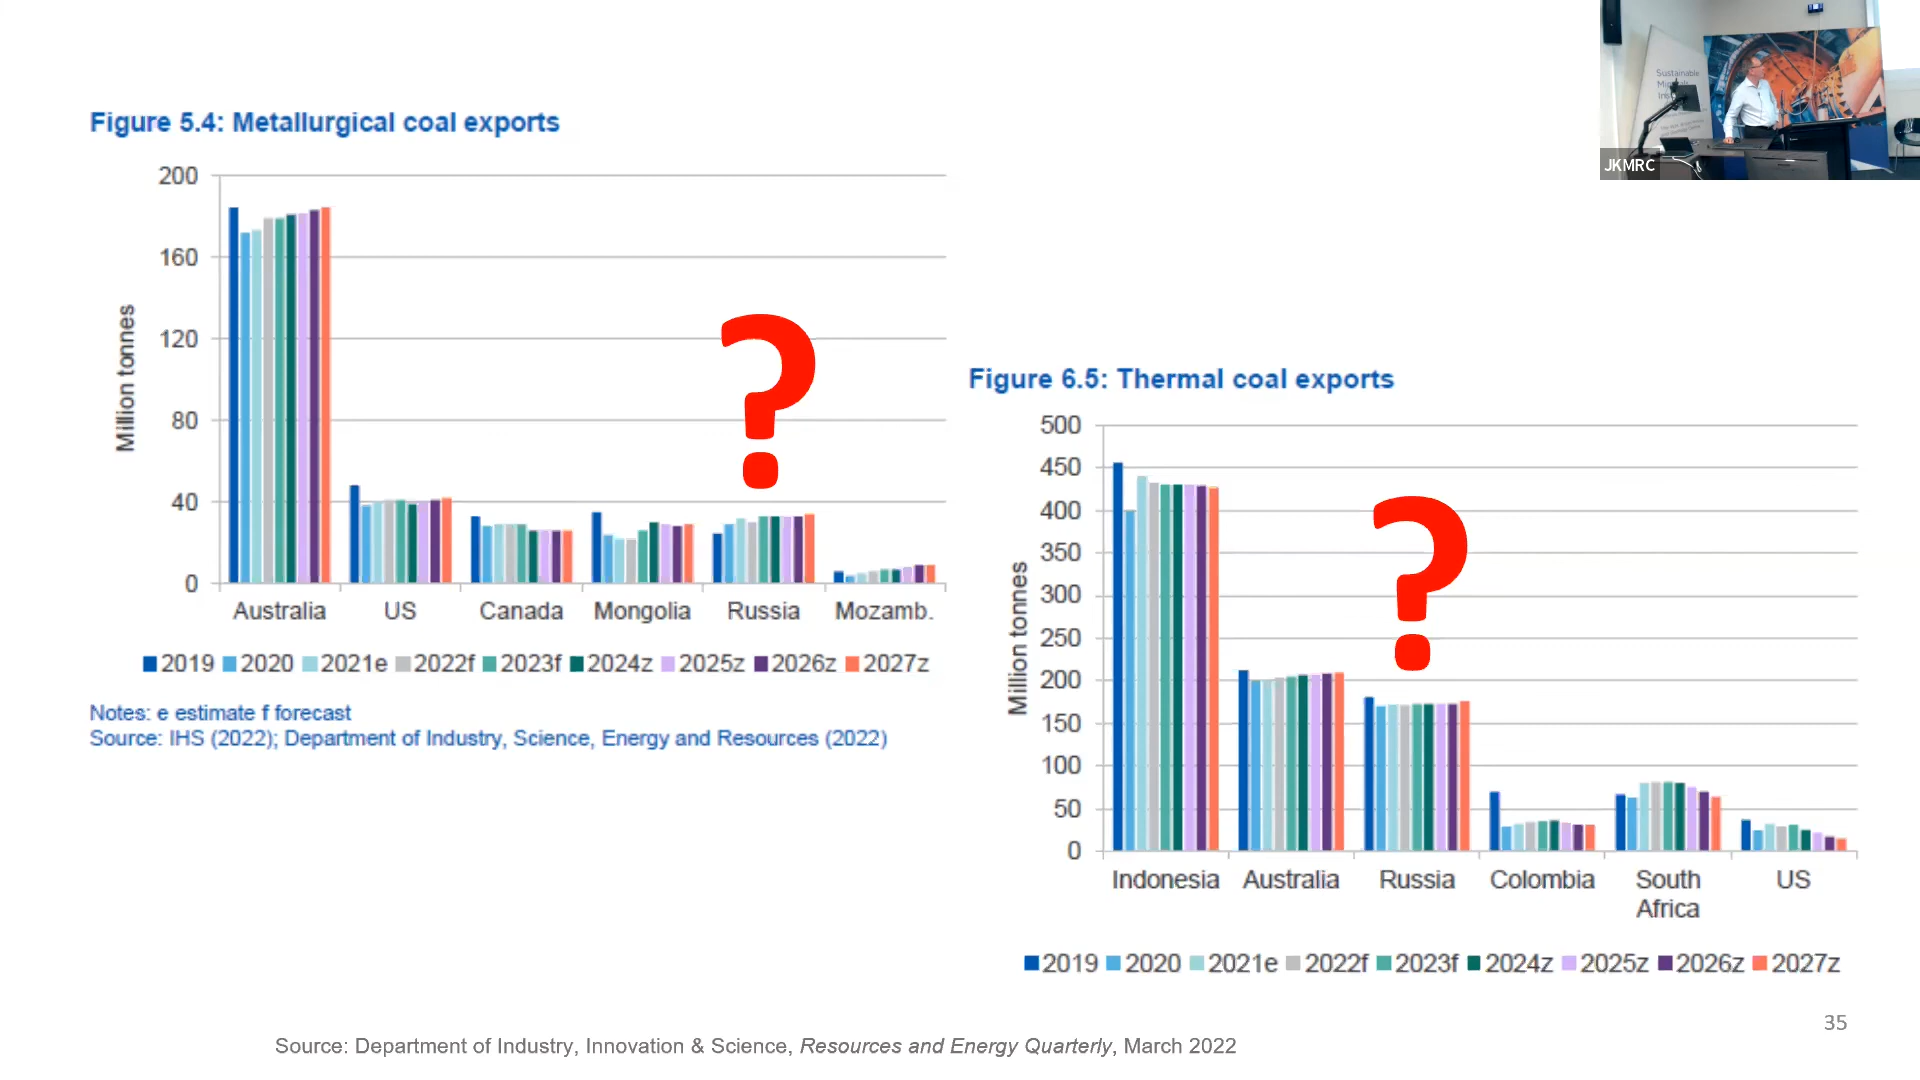 Figure 5.4: Metallurgical coal exports
200
160
120
80
40
0
Million tonnes
Australia US Canada Mongolia Russia Mozamb.
2019 2020 2021e 2022f 2023f 2024z 2025z 2026z 2027z
Notes: e estimate f forecast
Source: IHS (2022); Department of Industry, Science, Energy and Resources (2022)
?
Figure 6.5: Thermal coal exports
500
450
400
350
300
250
200
150
100
50
0
Million tonnes
Indonesia Australia Russia Colombia South Africa US
2019 2020 2021e 2022f 2023f 2024z 2025z 2026z 2027z
?
Source: Department of Industry, Innovation & Science, Resources and Energy Quarterly, March 2022
35
Sustainable
JKMRC